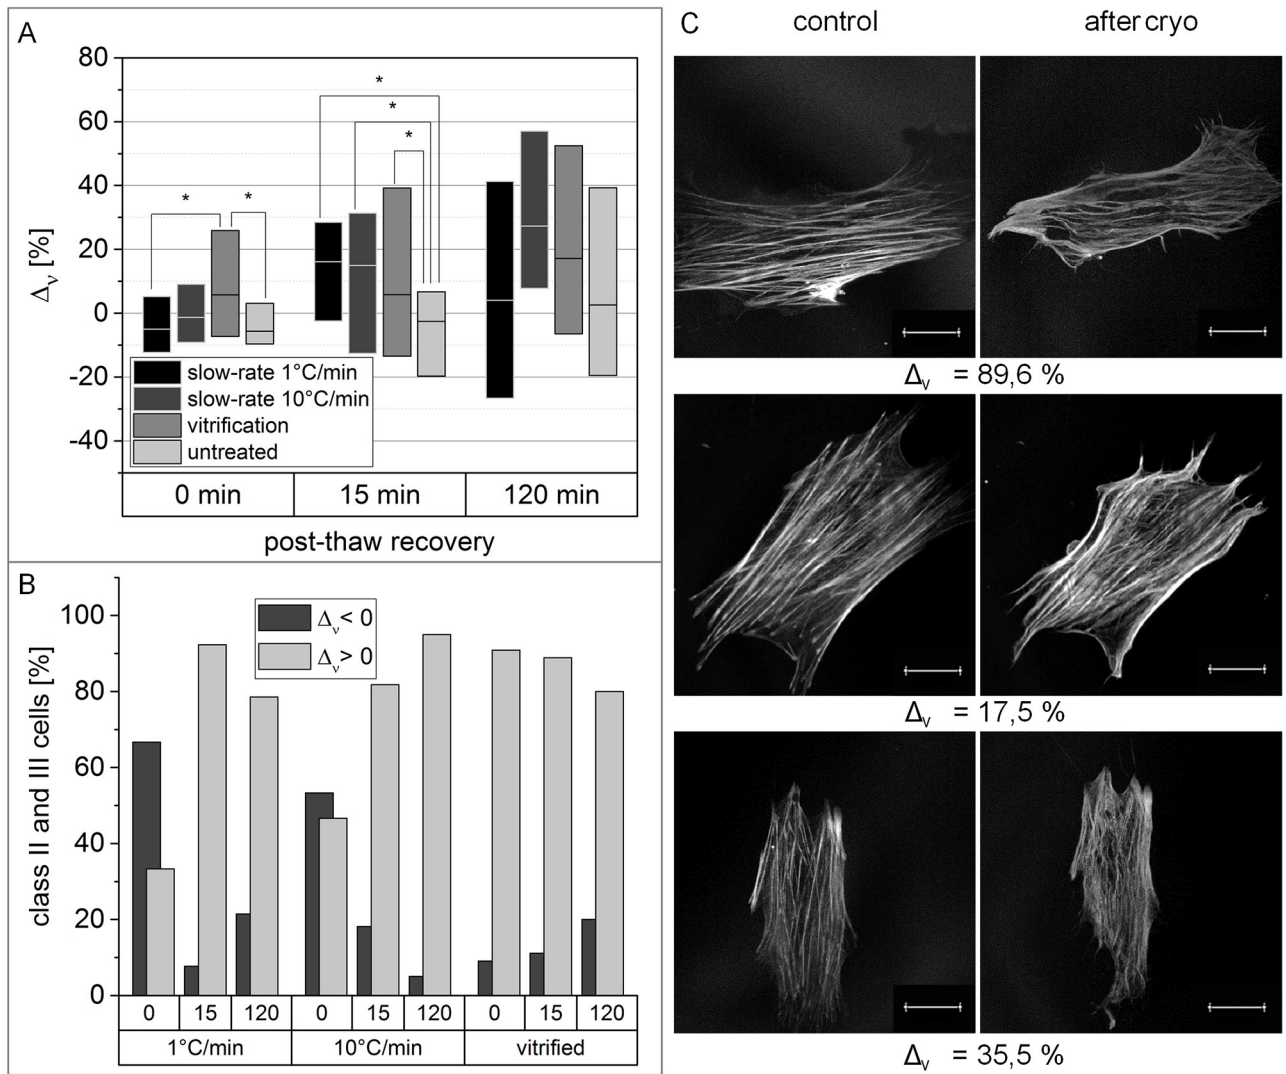 A
80
60
40
20
0
-20
-40
Δν [%]
*
*
*
*
*
slow-rate 1°C/min
slow-rate 10°C/min
vitrification
untreated
0 min 15 min 120 min
post-thaw recovery
B
100
80
60
40
20
0
class II and III cells [%]
Δν < 0
Δν > 0
0 15 120 0 15 120 0 15 120
1°C/min 10°C/min vitrified
C control after cryo
Δv = 89,6 %
Δv = 17,5 %
Δv = 35,5 %